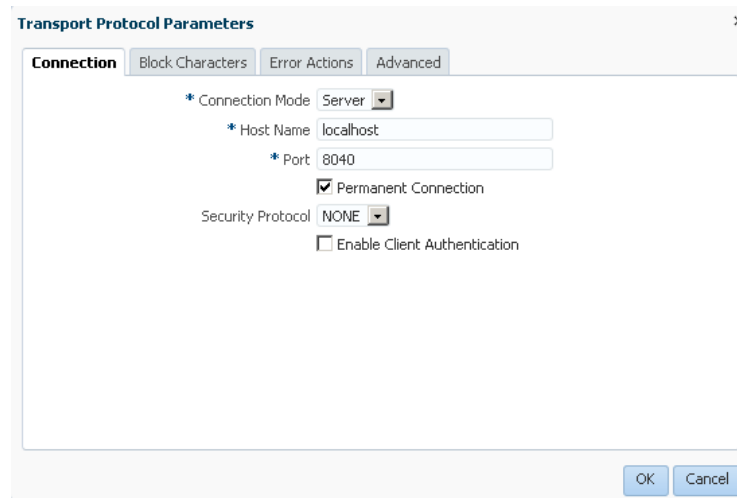 Transport Protocol Parameters
Connection Block Characters Error Actions Advanced
* Connection Mode Server
* Host Name localhost
* Port 8040
Permanent Connection
Security Protocol NONE
Enable Client Authentication
OK Cancel